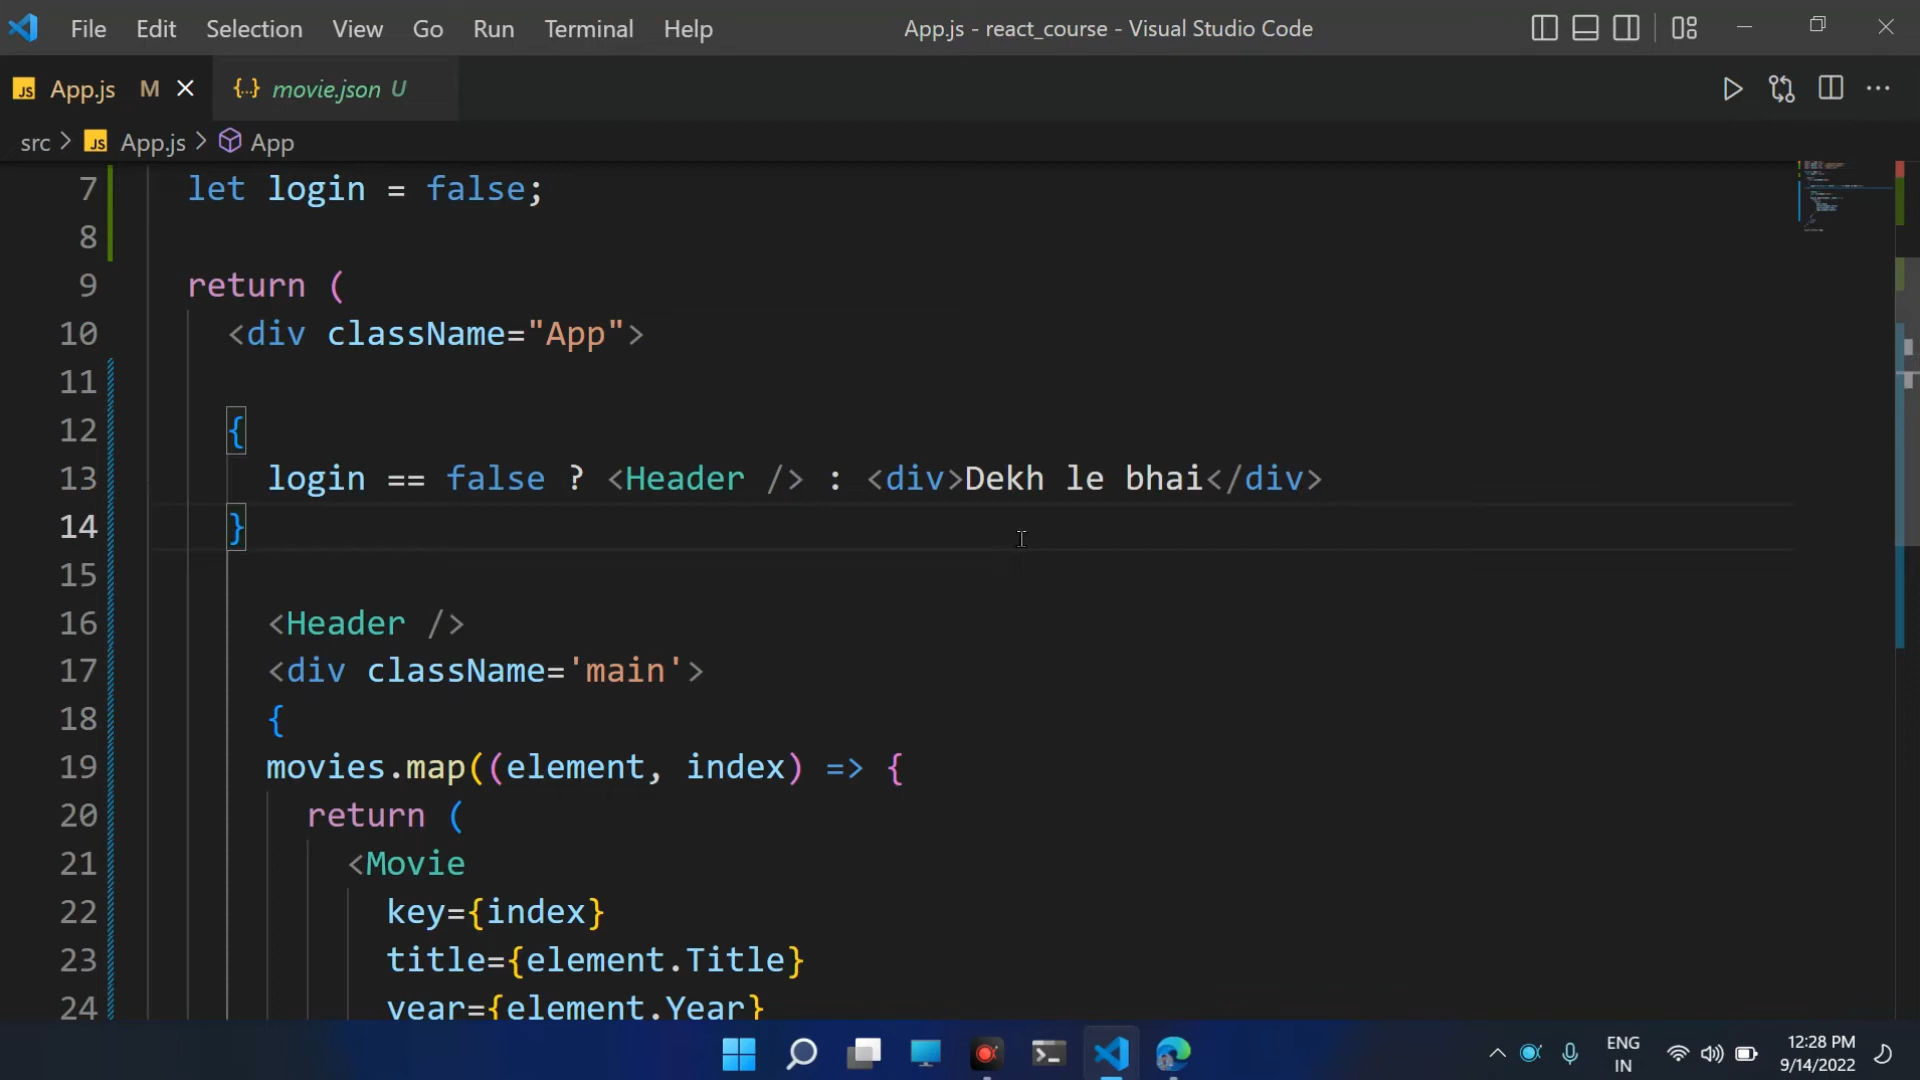 File Edit Selection View Go Run Terminal Help App.js - react_course - Visual Studio Code
JS App.js M {..} movie.json U
src > JS App.js > App
7 let login = false;
8
9 return (
10 <div className="App">
11
12 {
13 login == false ? <Header /> : <div>Dekh le bhai</div>
14 }
15
16 <Header />
17 <div className='main'>
18 {
19 movies.map((element, index) => {
20 return (
21 <Movie
22 key={index}
23 title={element.Title}
24 year={element.Year}
ENG
IN
12:28 PM
9/14/2022